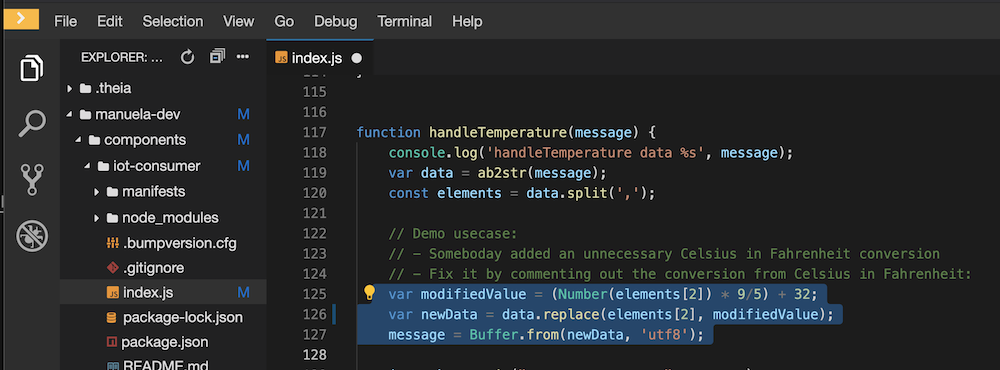 File Edit Selection View Go Debug Terminal Help
EXPLORER: ...
index.js
.theia
manuela-dev M
components M
iot-consumer M
manifests
node_modules
.bumpversion.cfg
.gitignore
index.js M
package-lock.json
package.json
README.md
115
116
117 function handleTemperature(message) {
118 console.log('handleTemperature data %s', message);
119 var data = ab2str(message);
120 const elements = data.split(',');
121
122 // Demo usecase:
123 // - Someboday added an unnecessary Celsius in Fahrenheit conversion
124 // - Fix it by commenting out the conversion from Celsius in Fahrenheit:
125 var modifiedValue = (Number(elements[2]) * 9/5) + 32;
126 var newData = data.replace(elements[2], modifiedValue);
127 message = Buffer.from(newData, 'utf8');
128